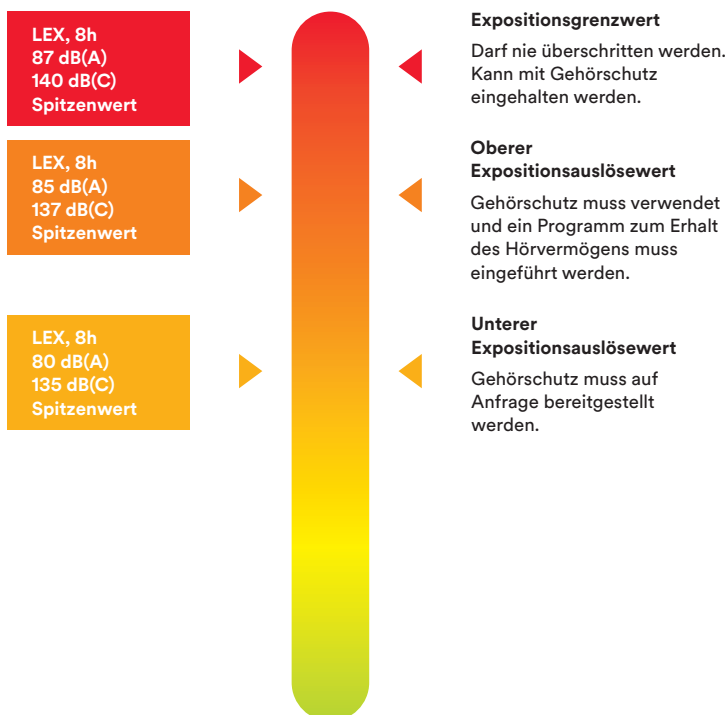 LEX, 8h
87 dB(A)
140 dB(C)
Spitzenwert
Expositionsgrenzwert
Darf nie überschritten werden.
Kann mit Gehörschutz
eingehalten werden.
LEX, 8h
85 dB(A)
137 dB(C)
Spitzenwert
Oberer
Expositionsauslösewert
Gehörschutz muss verwendet
und ein Programm zum Erhalt
des Hörvermögens muss
eingeführt werden.
LEX, 8h
80 dB(A)
135 dB(C)
Spitzenwert
Unterer
Expositionsauslösewert
Gehörschutz muss auf
Anfrage bereitgestellt
werden.